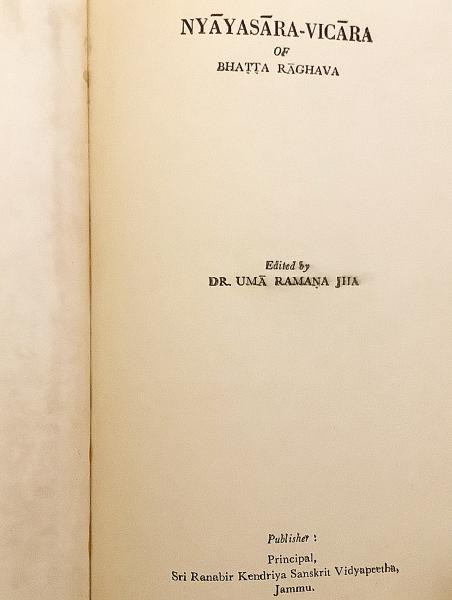 NYĀYASĀRA-VICĀRA
OF
BHAṬṬA RĀGHAVA
Edited by
DR. UMĀ RAMAṆA JHA
Publisher :
Principal,
Sri Ranabir Kendriya Sanskrit Vidyapeetha,
Jammu.